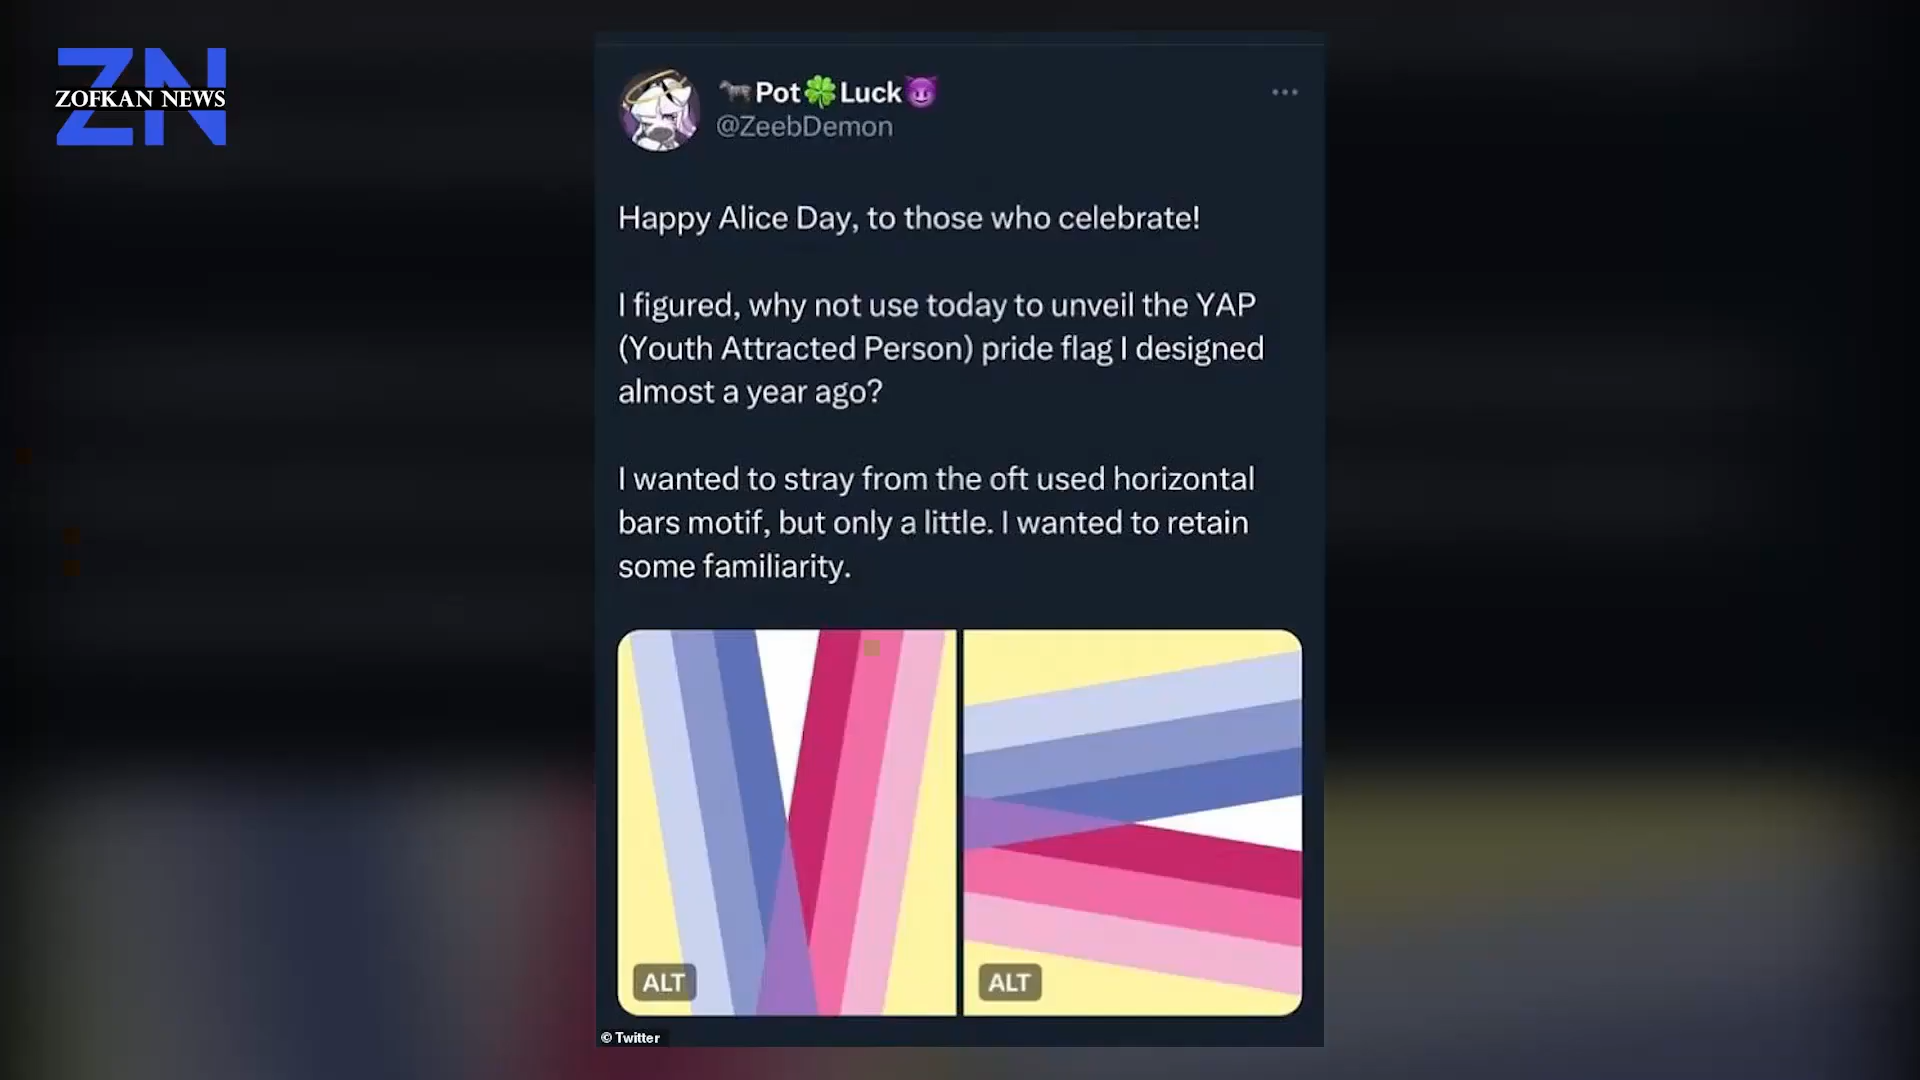 ZN
ZOFKAN NEWS
🦓Pot🍀Luck😈
@ZeebDemon
Happy Alice Day, to those who celebrate!
I figured, why not use today to unveil the YAP
(Youth Attracted Person) pride flag I designed
almost a year ago?
I wanted to stray from the oft used horizontal
bars motif, but only a little. I wanted to retain
some familiarity.
ALT
ALT
© Twitter